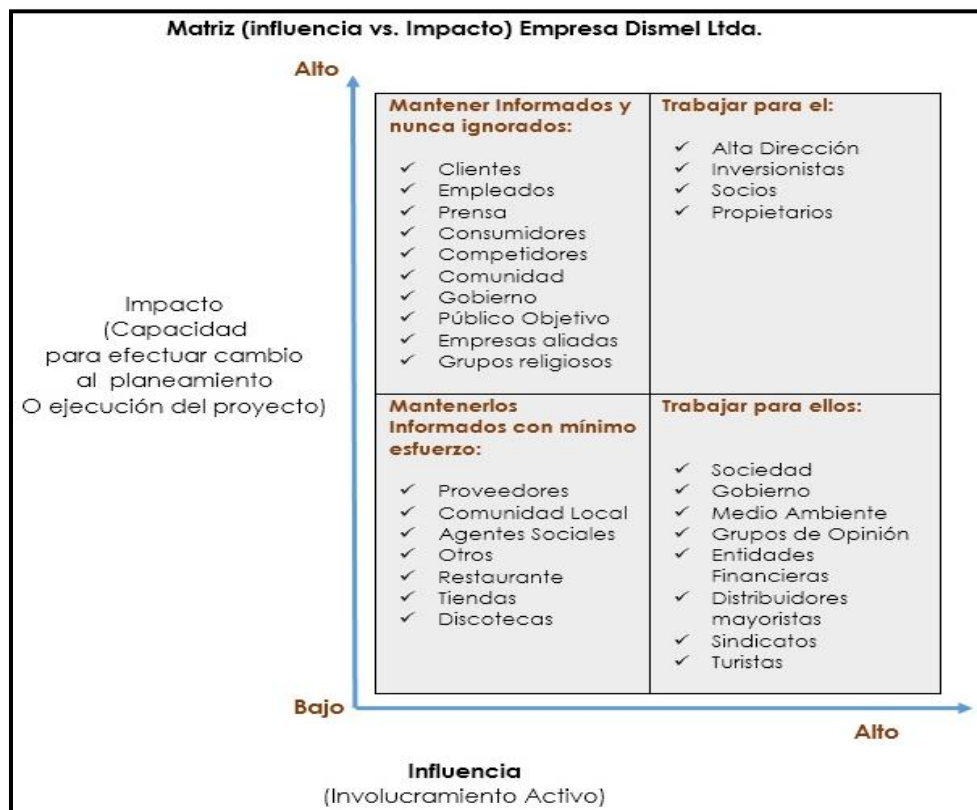 Matriz (influencia vs. Impacto) Empresa Dismel Ltda.
Alto
Mantener Informados y
nunca ignorados:
✓ Clientes
✓ Empleados
✓ Prensa
✓ Consumidores
✓ Competidores
✓ Comunidad
✓ Gobierno
✓ Público Objetivo
✓ Empresas aliadas
✓ Grupos religiosos
Trabajar para el:
✓ Alta Dirección
✓ Inversionistas
✓ Socios
✓ Propietarios
Impacto
(Capacidad
para efectuar cambio
al planeamiento
O ejecución del proyecto)
Mantenerlos
Informados con mínimo
esfuerzo:
✓ Proveedores
✓ Comunidad Local
✓ Agentes Sociales
✓ Otros
✓ Restaurante
✓ Tiendas
✓ Discotecas
Trabajar para ellos:
✓ Sociedad
✓ Gobierno
✓ Medio Ambiente
✓ Grupos de Opinión
✓ Entidades
Financieras
✓ Distribuidores
mayoristas
✓ Sindicatos
✓ Turistas
Bajo
Alto
Influencia
(Involucramiento Activo)